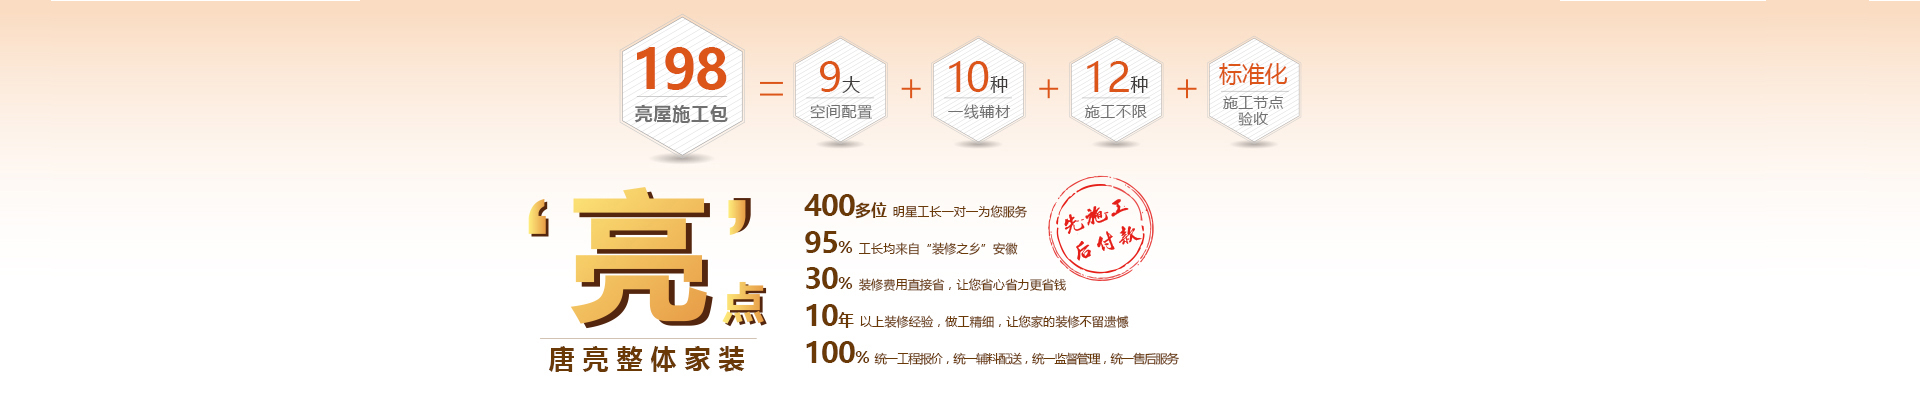 198
亮屋施工包
=
9大
空间配置
+
10种
一线辅材
+
12种
施工不限
+
标准化
施工节点
验收
‘亮’点
唐亮整体家装
400多位 明星工长一对一为您服务
95% 工长均来自“装修之乡”安徽
30% 装修费用直接省，让您省心省力更省钱
10年 以上装修经验，做工精细，让您家的装修不留遗憾
100% 统一工程报价，统一辅料配送，统一监督管理，统一售后服务
先施工
后付款